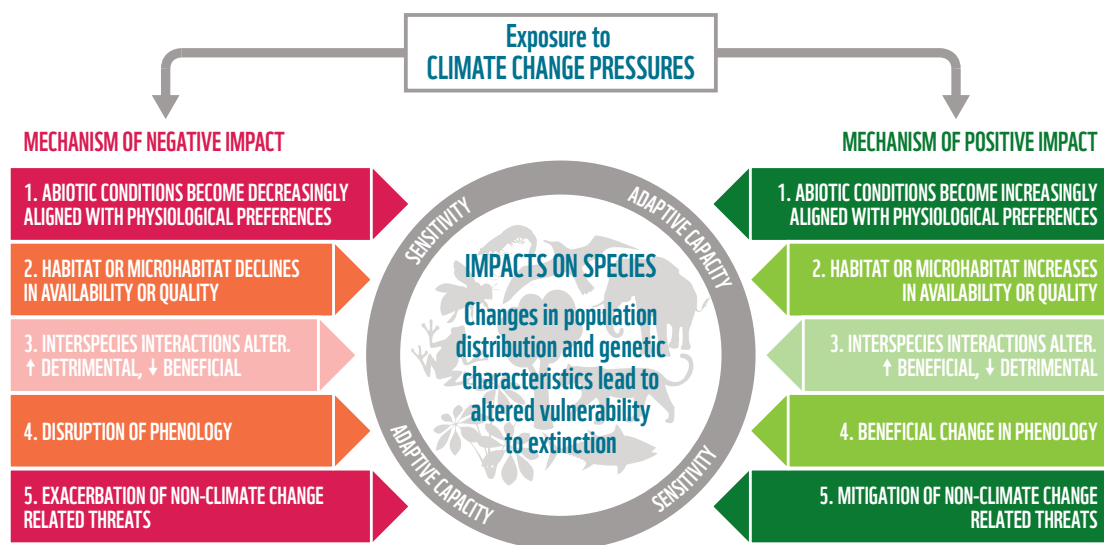 Exposure to
CLIMATE CHANGE PRESSURES
MECHANISM OF NEGATIVE IMPACT
1. ABIOTIC CONDITIONS BECOME DECREASINGLY
ALIGNED WITH PHYSIOLOGICAL PREFERENCES
2. HABITAT OR MICROHABITAT DECLINES
IN AVAILABILITY OR QUALITY
3. INTERSPECIES INTERACTIONS ALTER.
↑ DETRIMENTAL, ↓ BENEFICIAL
4. DISRUPTION OF PHENOLOGY
5. EXACERBATION OF NON-CLIMATE CHANGE
RELATED THREATS
SENSITIVITY
ADAPTIVE CAPACITY
IMPACTS ON SPECIES
Changes in population
distribution and genetic
characteristics lead to
altered vulnerability
to extinction
ADAPTIVE CAPACITY
SENSITIVITY
MECHANISM OF POSITIVE IMPACT
1. ABIOTIC CONDITIONS BECOME INCREASINGLY
ALIGNED WITH PHYSIOLOGICAL PREFERENCES
2. HABITAT OR MICROHABITAT INCREASES
IN AVAILABILITY OR QUALITY
3. INTERSPECIES INTERACTIONS ALTER.
↑ BENEFICIAL, ↓ DETRIMENTAL
4. BENEFICIAL CHANGE IN PHENOLOGY
5. MITIGATION OF NON-CLIMATE CHANGE
RELATED THREATS